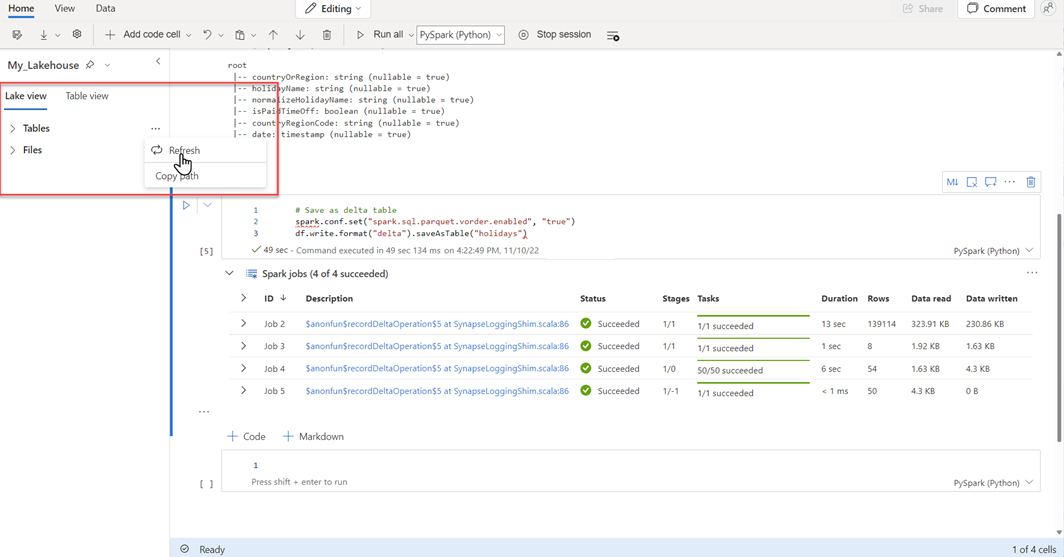 Home View Data Editing Share Comment
Add code cell Run all PySpark (Python) Stop session
My_Lakehouse
Lake view Table view
Tables ...
Files
Refresh
Copy path
root
|-- countryOrRegion: string (nullable = true)
|-- holidayName: string (nullable = true)
|-- normalizeHolidayName: string (nullable = true)
|-- isPaidTimeOff: boolean (nullable = true)
|-- countryRegionCode: string (nullable = true)
|-- date: timestamp (nullable = true)
M↓ ...
1 # Save as delta table
2 spark.conf.set("spark.sql.parquet.vorder.enabled", "true")
3 df.write.format("delta").saveAsTable("holidays")
[5] 49 sec - Command executed in 49 sec 134 ms on 4:22:49 PM, 11/10/22 PySpark (Python)
Spark jobs (4 of 4 succeeded) ...
ID ↓ Description Status Stages Tasks Duration Rows Data read Data written
Job 2 $anonfun$recordDeltaOperation$5 at SynapseLoggingShim.scala:86 Succeeded 1/1 1/1 succeeded 13 sec 139114 323.91 KB 230.86 KB
Job 3 $anonfun$recordDeltaOperation$5 at SynapseLoggingShim.scala:86 Succeeded 1/1 1/1 succeeded 1 sec 8 1.92 KB 1.63 KB
Job 4 $anonfun$recordDeltaOperation$5 at SynapseLoggingShim.scala:86 Succeeded 1/0 50/50 succeeded 6 sec 54 1.63 KB 4.3 KB
Job 5 $anonfun$recordDeltaOperation$5 at SynapseLoggingShim.scala:86 Succeeded 1/-1 1/1 succeeded < 1 ms 50 4.3 KB 0 B
...
+ Code + Markdown
1
Press shift + enter to run
[ ] PySpark (Python)
Ready 1 of 4 cells